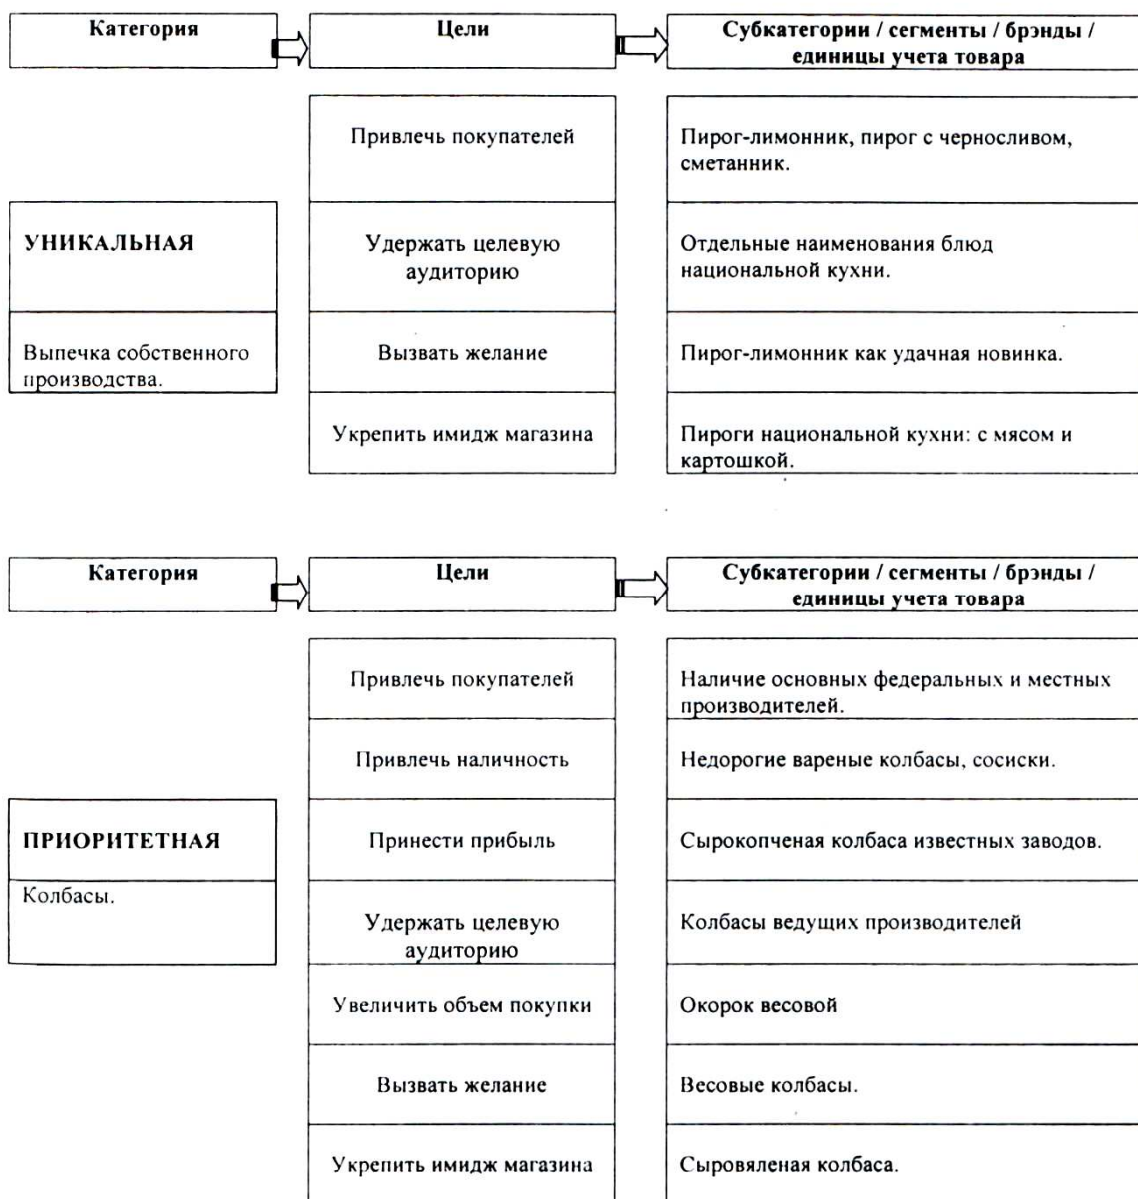 Категория
Цели
Субкатегории / сегменты / брэнды /
единицы учета товара
Привлечь покупателей
Пирог-лимонник, пирог с черносливом,
сметанник.
УНИКАЛЬНАЯ
Удержать целевую
аудиторию
Отдельные наименования блюд
национальной кухни.
Выпечка собственного
производства.
Вызвать желание
Пирог-лимонник как удачная новинка.
Укрепить имидж магазина
Пироги национальной кухни: с мясом и
картошкой.
Категория
Цели
Субкатегории / сегменты / брэнды /
единицы учета товара
Привлечь покупателей
Наличие основных федеральных и местных
производителей.
Привлечь наличность
Недорогие вареные колбасы, сосиски.
ПРИОРИТЕТНАЯ
Принести прибыль
Сырокопченая колбаса известных заводов.
Колбасы.
Удержать целевую
аудиторию
Колбасы ведущих производителей
Увеличить объем покупки
Окорок весовой
Вызвать желание
Весовые колбасы.
Укрепить имидж магазина
Сыровяленая колбаса.